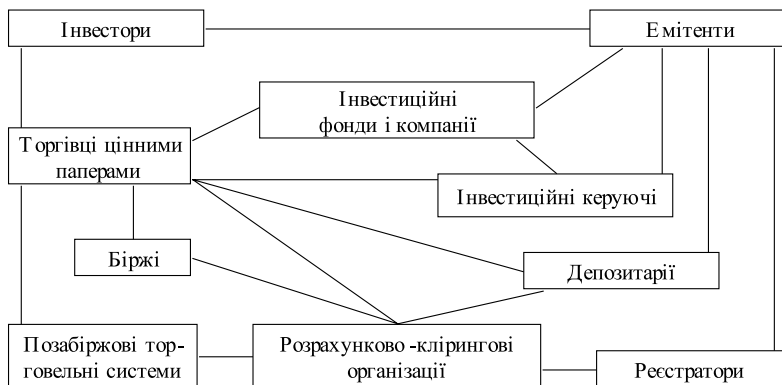 Інвестори
Емітенти
Інвестиційні
фонди і компанії
Торгівці цінними
паперами
Інвестиційні керуючі
Біржі
Депозитарії
Позабіржові тор-
говельні системи
Розрахунково-клірингові
організації
Реєстратори